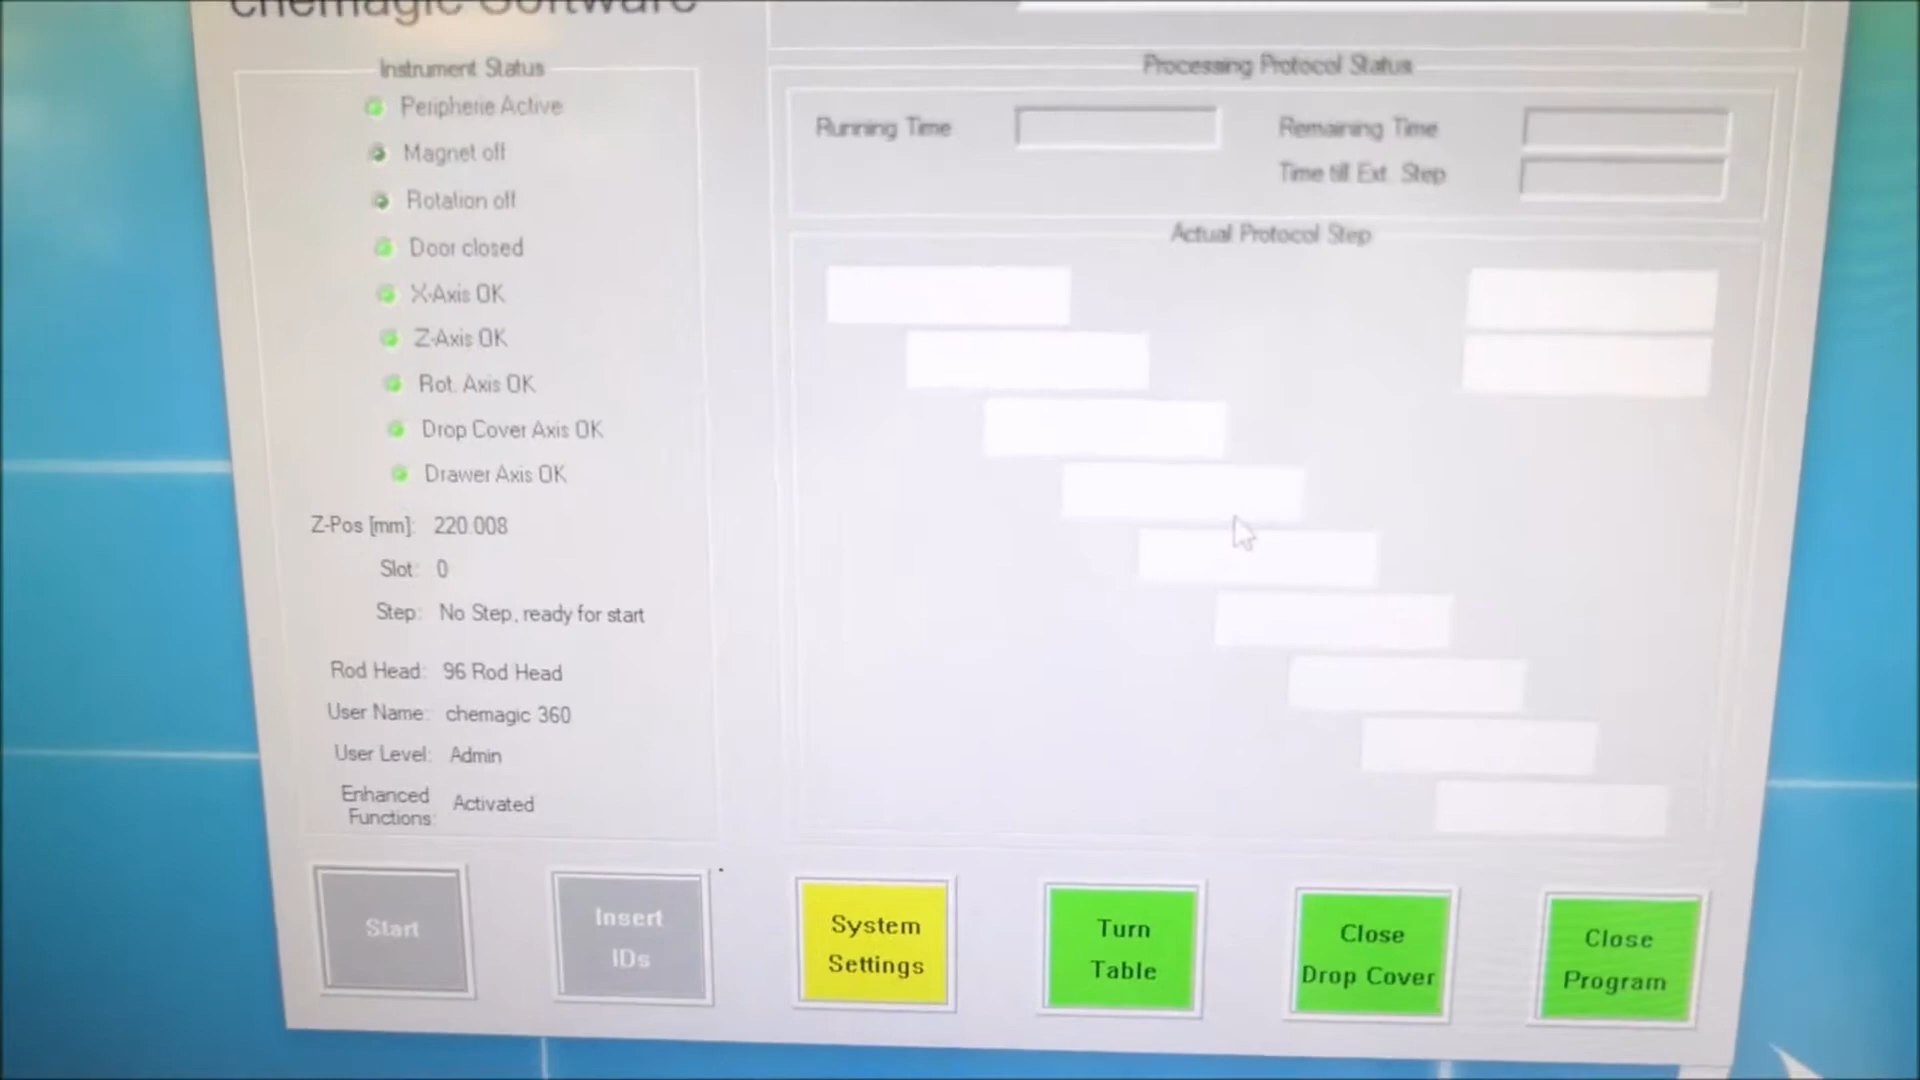 chemagic Software
Instrument Status
Peripherie Active
Magnet off
Rotation off
Door closed
X-Axis OK
Z-Axis OK
Rot. Axis OK
Drop Cover Axis OK
Drawer Axis OK
Z-Pos [mm]: 220.008
Slot: 0
Step: No Step, ready for start
Rod Head: 96 Rod Head
User Name: chemagic 360
User Level: Admin
Enhanced
Functions: Activated
Processing Protocol Status
Running Time
Remaining Time
Time till Ext. Step
Actual Protocol Step
Start
Insert
IDs
System
Settings
Turn
Table
Close
Drop Cover
Close
Program